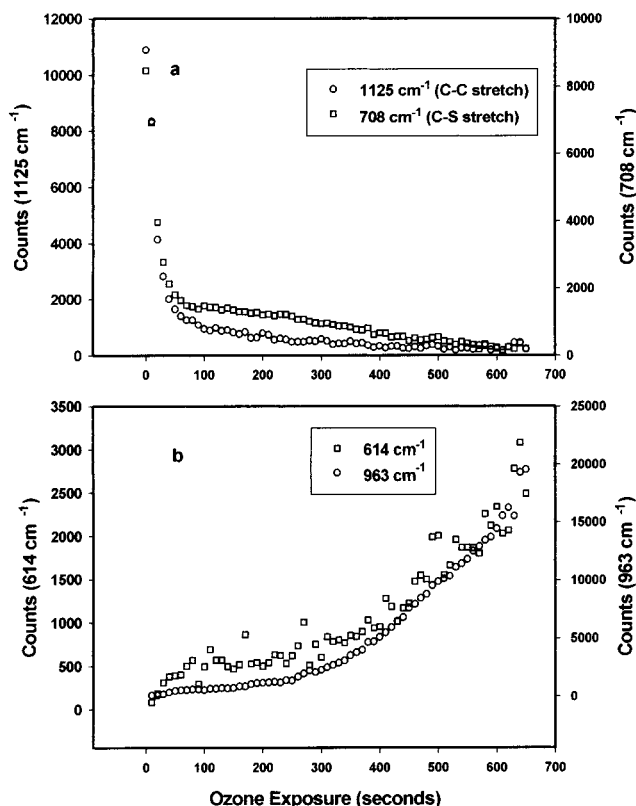 a
1125 cm⁻¹ (C-C stretch)
708 cm⁻¹ (C-S stretch)
Counts (1125 cm⁻¹)
12000
10000
8000
6000
4000
2000
0
Counts (708 cm⁻¹)
10000
8000
6000
4000
2000
0
0 100 200 300 400 500 600 700
b
614 cm⁻¹
963 cm⁻¹
Counts (614 cm⁻¹)
3500
3000
2500
2000
1500
1000
500
0
Counts (963 cm⁻¹)
25000
20000
15000
10000
5000
0
0 100 200 300 400 500 600 700
Ozone Exposure (seconds)